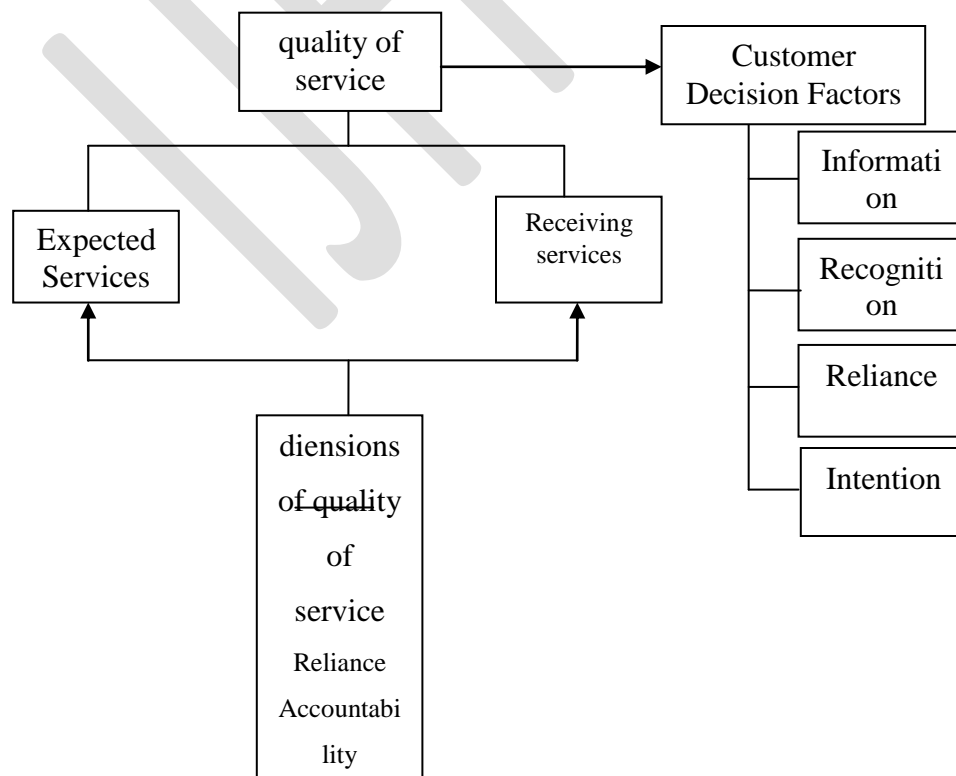 quality of
service
Customer
Decision Factors
Informati
on
Expected
Services
Receiving
services
Recogniti
on
Reliance
Intention
diensions
of quality
of
service
Reliance
Accountabi
lity